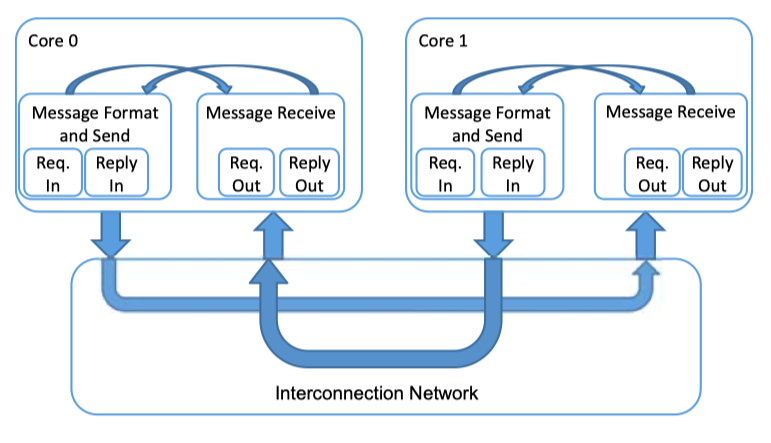 Core 0
Message Format
and Send
Req.
In
Reply
In
Message Receive
Req.
Out
Reply
Out
Core 1
Message Format
and Send
Req.
In
Reply
In
Message Receive
Req.
Out
Reply
Out
Interconnection Network